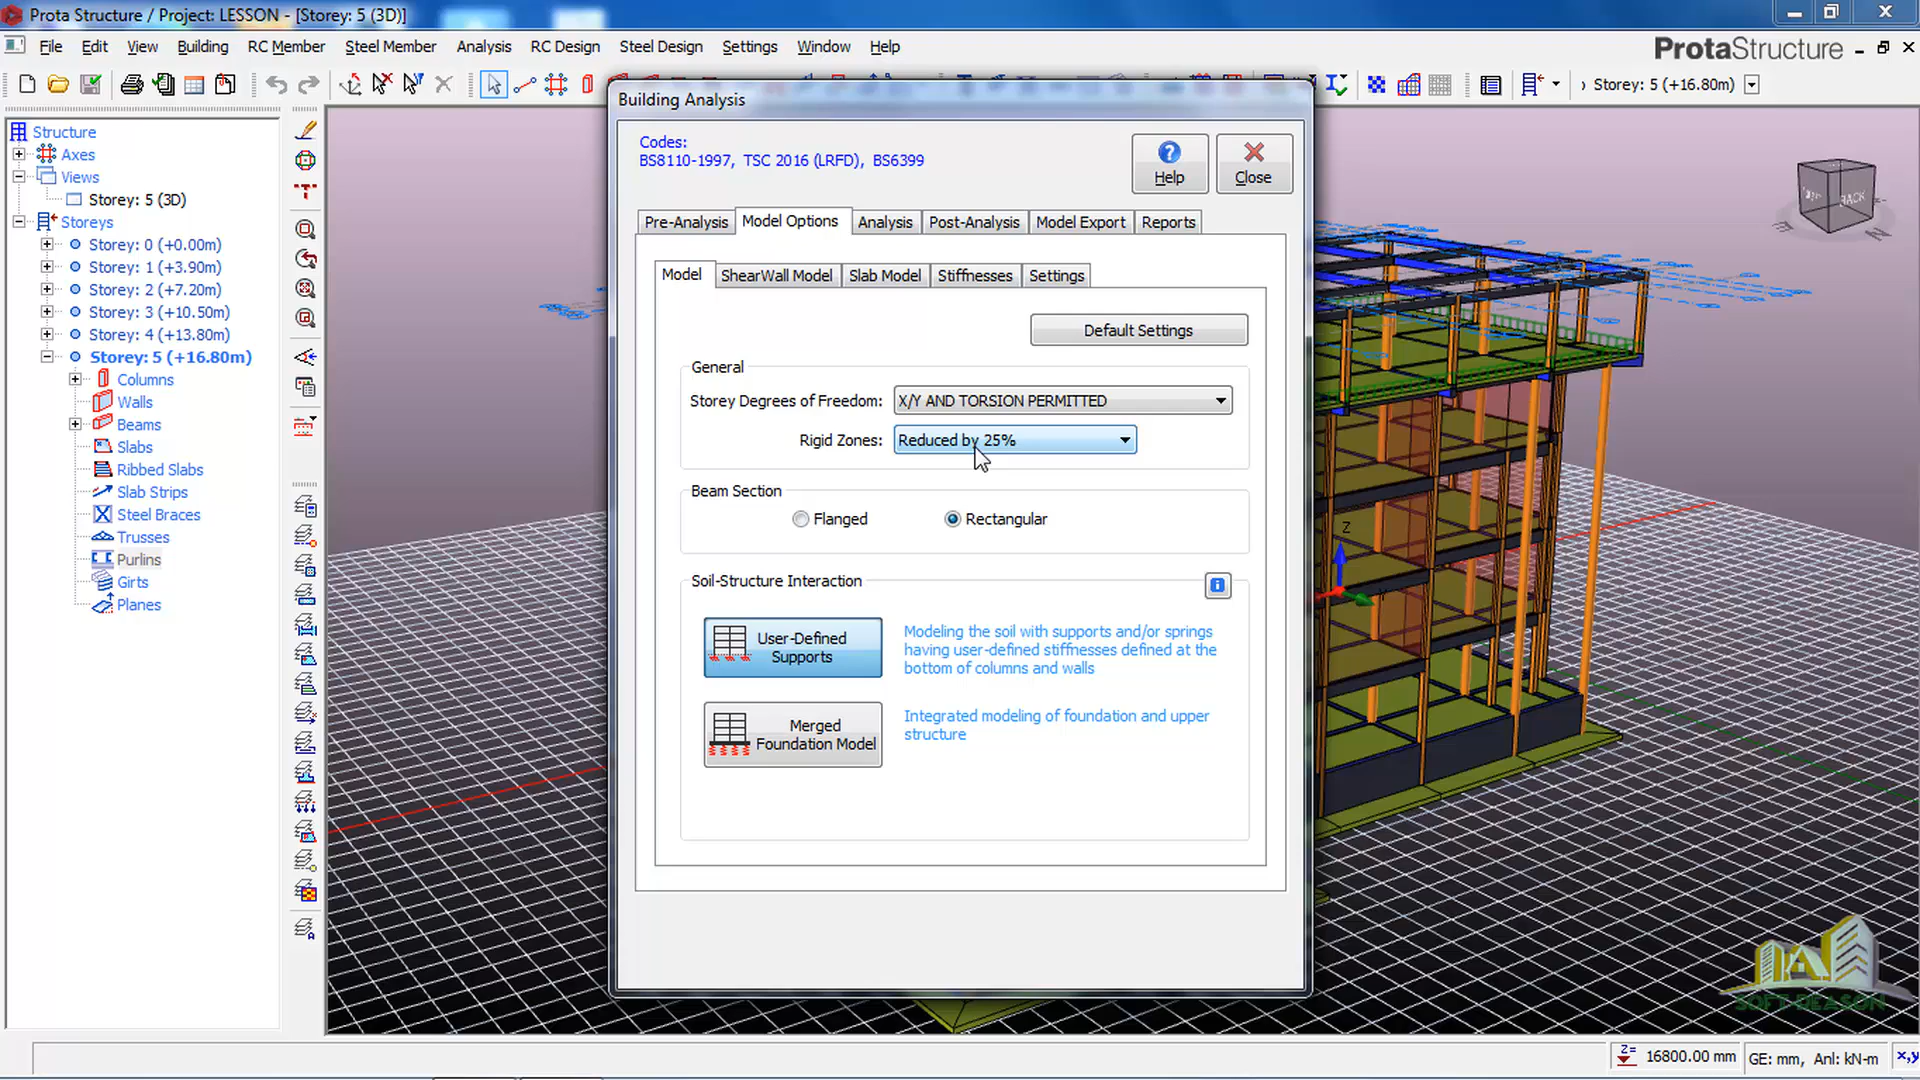 Prota Structure / Project: LESSON - [Storey: 5 (3D)]
File Edit View Building RC Member Steel Member Analysis RC Design Steel Design Settings Window Help
ProtaStructure
Storey: 5 (+16.80m)
Structure
Axes
Views
Storey: 5 (3D)
Storeys
Storey: 0 (+0.00m)
Storey: 1 (+3.90m)
Storey: 2 (+7.20m)
Storey: 3 (+10.50m)
Storey: 4 (+13.80m)
Storey: 5 (+16.80m)
Columns
Walls
Beams
Slabs
Ribbed Slabs
Slab Strips
Steel Braces
Trusses
Purlins
Girts
Planes
Building Analysis
Codes:
BS8110-1997, TSC 2016 (LRFD), BS6399
Help
Close
Pre-Analysis Model Options Analysis Post-Analysis Model Export Reports
Model ShearWall Model Slab Model Stiffnesses Settings
Default Settings
General
Storey Degrees of Freedom: X/Y AND TORSION PERMITTED
Rigid Zones: Reduced by 25%
Beam Section
Flanged Rectangular
Soil-Structure Interaction
User-Defined
Supports
Modeling the soil with supports and/or springs
having user-defined stiffnesses defined at the
bottom of columns and walls
Merged
Foundation Model
Integrated modeling of foundation and upper
structure
BACK
Z
SOFT REASON
Z= 16800.00 mm GE: mm, Anl: kN-m x,y